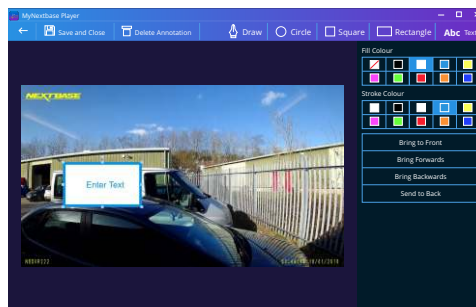 MyNextbase Player
Save and Close
Delete Annotation
Draw
Circle
Square
Rectangle
Abc Text
Fill Colour
Stroke Colour
Bring to Front
Bring Forwards
Bring Backwards
Send to Back
NEXTBASE
Enter Text